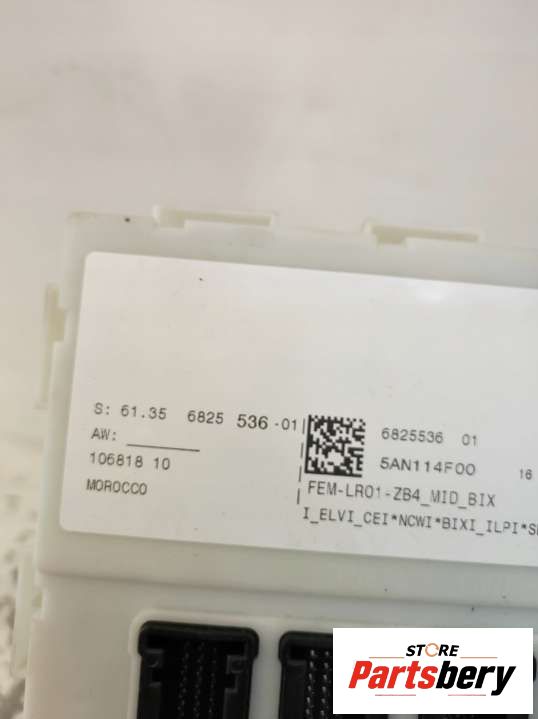 S: 61.35 6825 536-01
AW:
106818 10
MOROCCO
6825536 01
5AN114F00 16
FEM-LR01-ZB4_MID_BIX
I_ELVI_CEI*NCWI*BIXI_ILPI*S
STORE
Partsbery